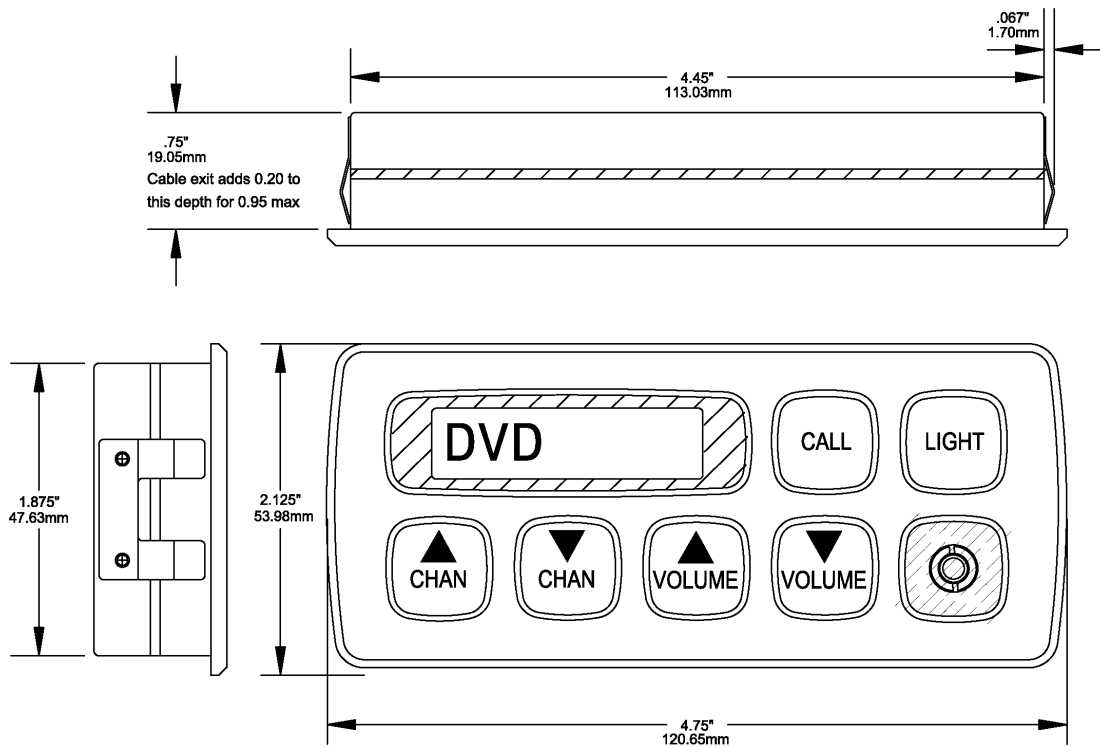 .067"
1.70mm
4.45"
113.03mm
.75"
19.05mm
Cable exit adds 0.20 to
this depth for 0.95 max
1.875"
47.63mm
2.125"
53.98mm
DVD
CALL
LIGHT
CHAN
CHAN
VOLUME
VOLUME
4.75"
120.65mm